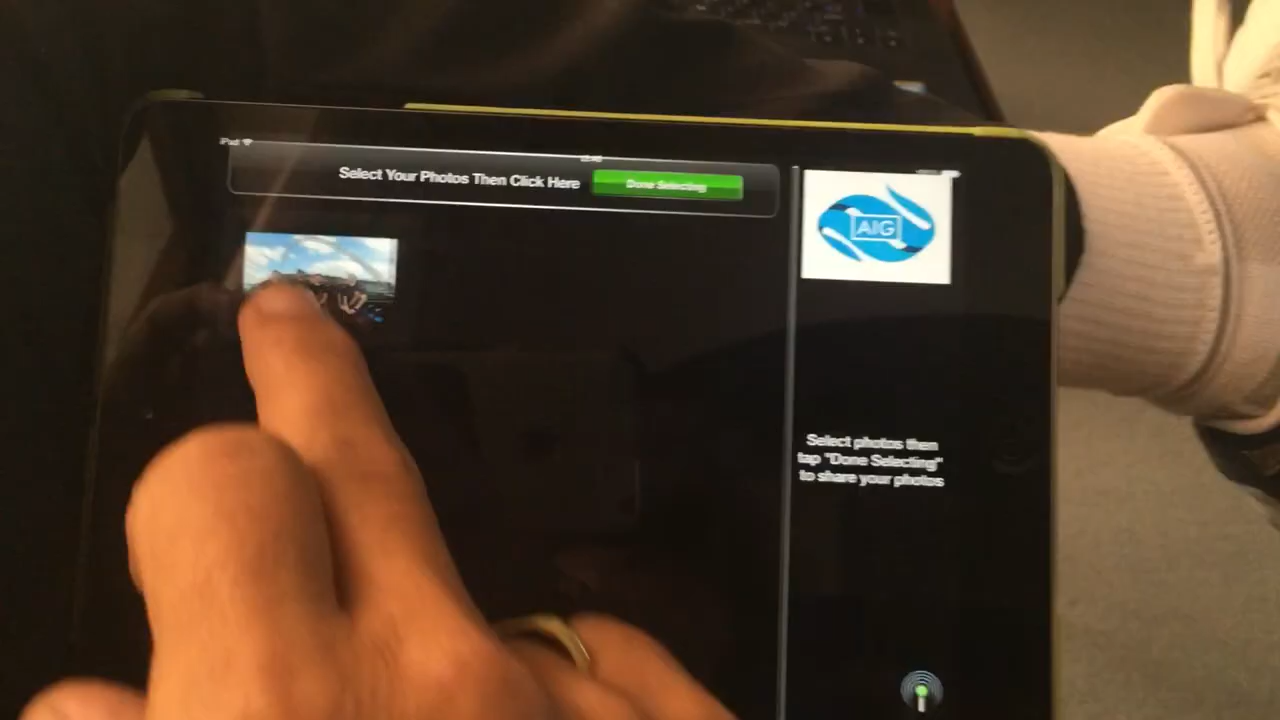 iPad
Select Your Photos Then Click Here
Done Selecting
AIG
Select photos then
tap "Done Selecting"
to share your photos